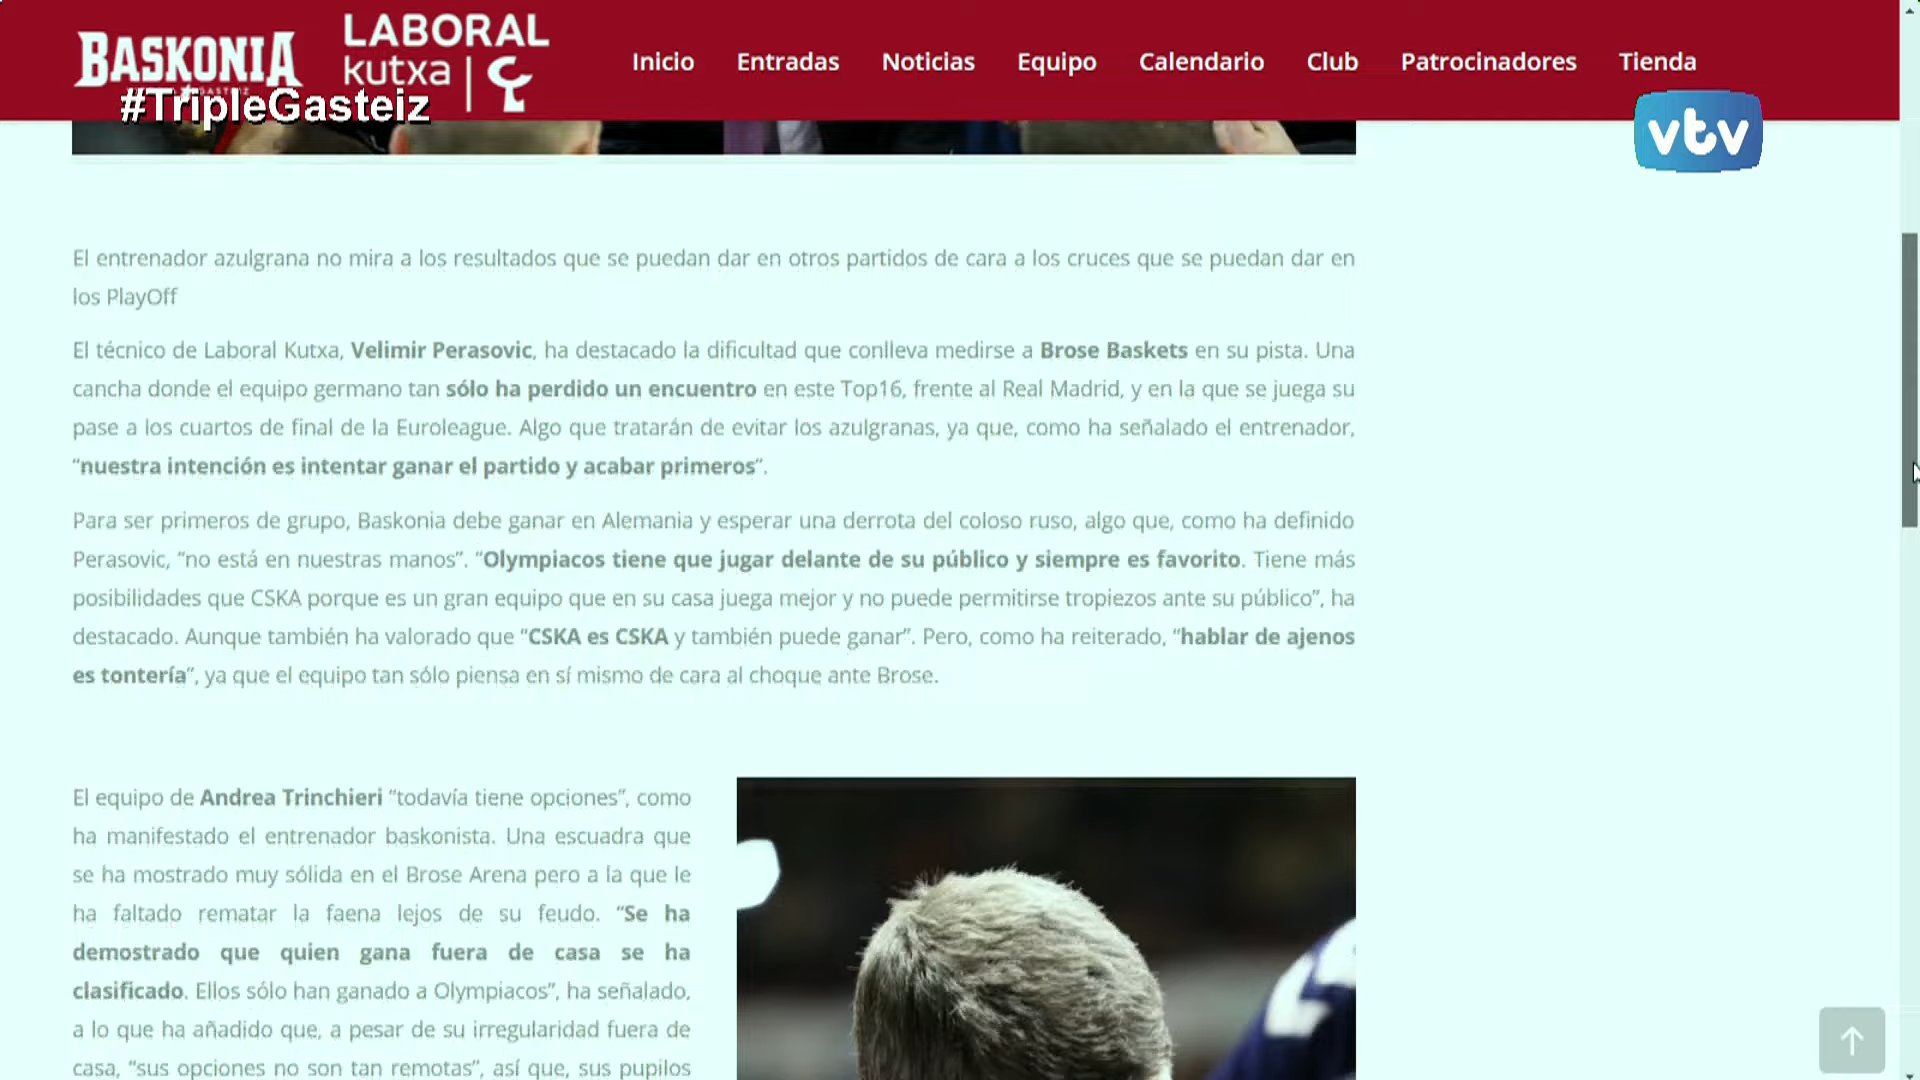 BASKONIA
LABORAL
kutxa
Inicio Entradas Noticias Equipo Calendario Club Patrocinadores Tienda
#TripleGasteiz
vtv
El entrenador azulgrana no mira a los resultados que se puedan dar en otros partidos de cara a los cruces que se puedan dar en
los PlayOff
El técnico de Laboral Kutxa, Velimir Perasovic, ha destacado la dificultad que conlleva medirse a Brose Baskets en su pista. Una
cancha donde el equipo germano tan sólo ha perdido un encuentro en este Top16, frente al Real Madrid, y en la que se juega su
pase a los cuartos de final de la Euroleague. Algo que tratarán de evitar los azulgranas, ya que, como ha señalado el entrenador,
“nuestra intención es intentar ganar el partido y acabar primeros”.
Para ser primeros de grupo, Baskonia debe ganar en Alemania y esperar una derrota del coloso ruso, algo que, como ha definido
Perasovic, “no está en nuestras manos”. “Olympiacos tiene que jugar delante de su público y siempre es favorito. Tiene más
posibilidades que CSKA porque es un gran equipo que en su casa juega mejor y no puede permitirse tropiezos ante su público”, ha
destacado. Aunque también ha valorado que “CSKA es CSKA y también puede ganar”. Pero, como ha reiterado, “hablar de ajenos
es tontería”, ya que el equipo tan sólo piensa en sí mismo de cara al choque ante Brose.
El equipo de Andrea Trinchieri “todavía tiene opciones”, como
ha manifestado el entrenador baskonista. Una escuadra que
se ha mostrado muy sólida en el Brose Arena pero a la que le
ha faltado rematar la faena lejos de su feudo. “Se ha
demostrado que quien gana fuera de casa se ha
clasificado. Ellos sólo han ganado a Olympiacos”, ha señalado,
a lo que ha añadido que, a pesar de su irregularidad fuera de
casa, “sus opciones no son tan remotas”, así que, sus pupilos